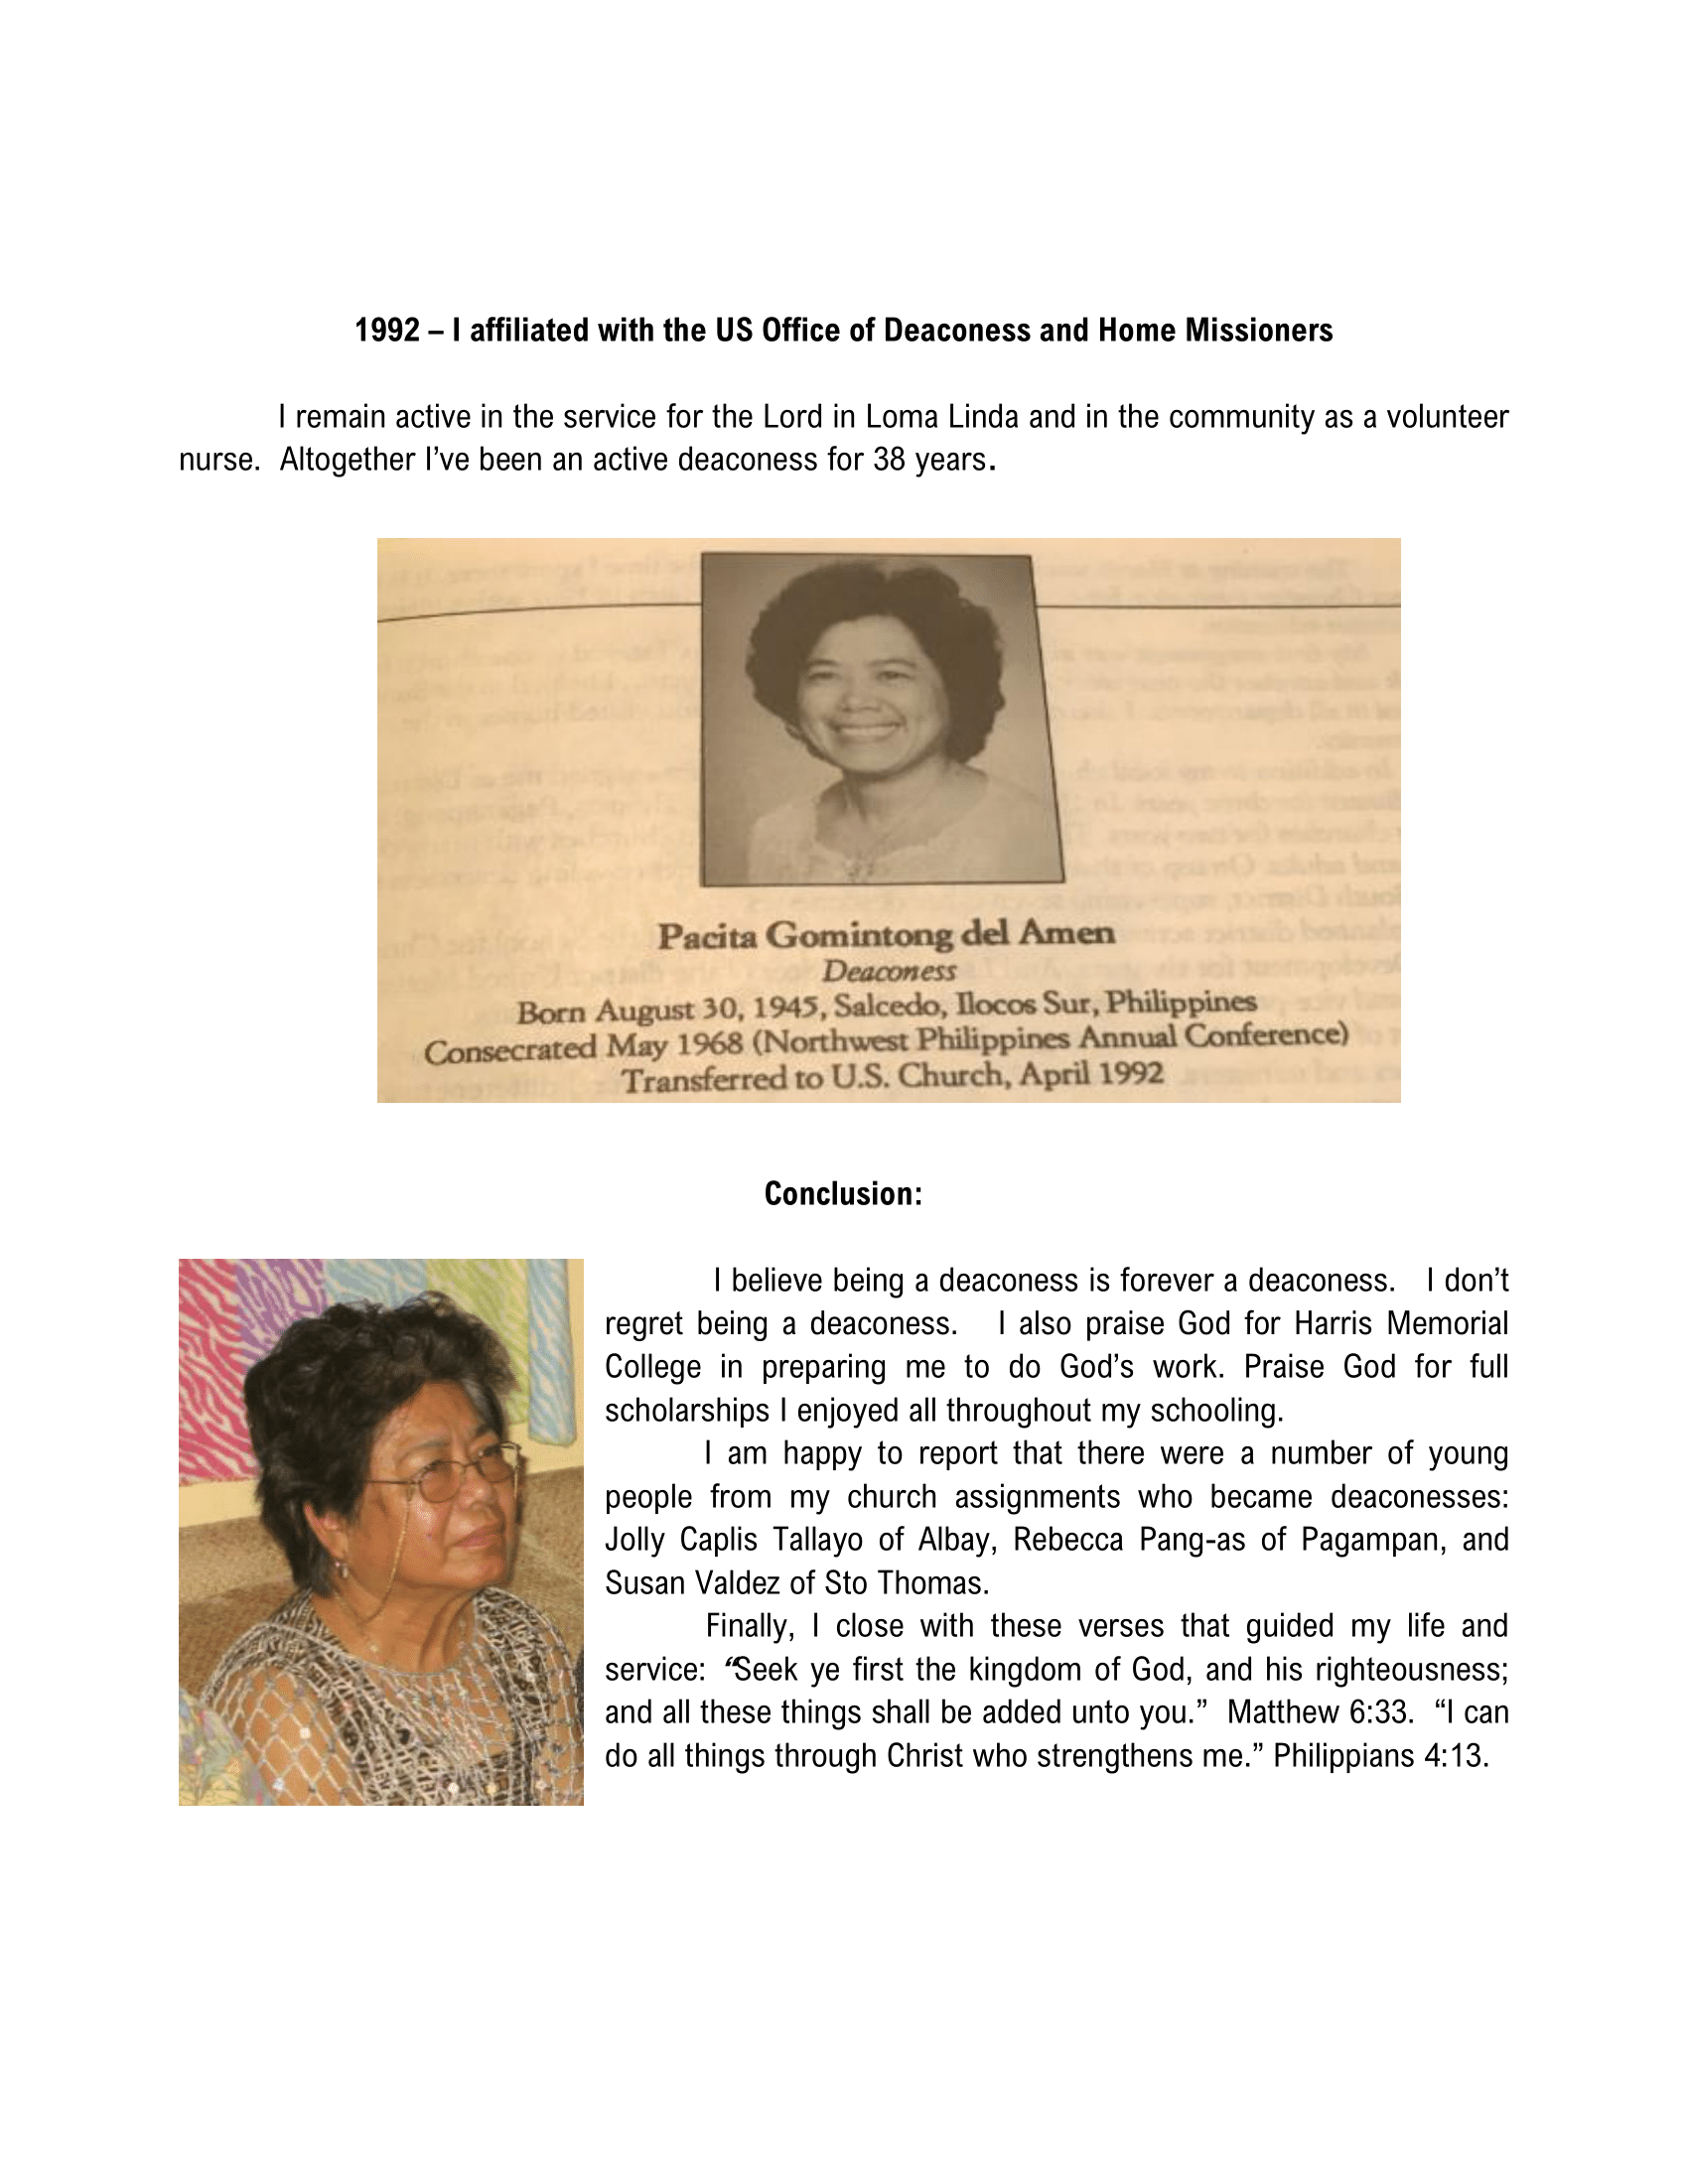 1992 – I affiliated with the US Office of Deaconess and Home Missioners
I remain active in the service for the Lord in Loma Linda and in the community as a volunteer
nurse.  Altogether I've been an active deaconess for 38 years.
Pacita Gomintong del Amen
Deaconess
Born August 30, 1945, Salcedo, Ilocos Sur, Philippines
Consecrated May 1968 (Northwest Philippines Annual Conference)
Transferred to U.S. Church, April 1992
Conclusion:
I believe being a deaconess is forever a deaconess.   I don't
regret being a deaconess.   I also praise God for Harris Memorial
College in preparing me to do God's work. Praise God for full
scholarships I enjoyed all throughout my schooling.
I am happy to report that there were a number of young
people from my church assignments who became deaconesses:
Jolly Caplis Tallayo of Albay, Rebecca Pang-as of Pagampan, and
Susan Valdez of Sto Thomas.
Finally, I close with these verses that guided my life and
service:  “Seek ye first the kingdom of God, and his righteousness;
and all these things shall be added unto you.”  Matthew 6:33.  “I can
do all things through Christ who strengthens me.” Philippians 4:13.